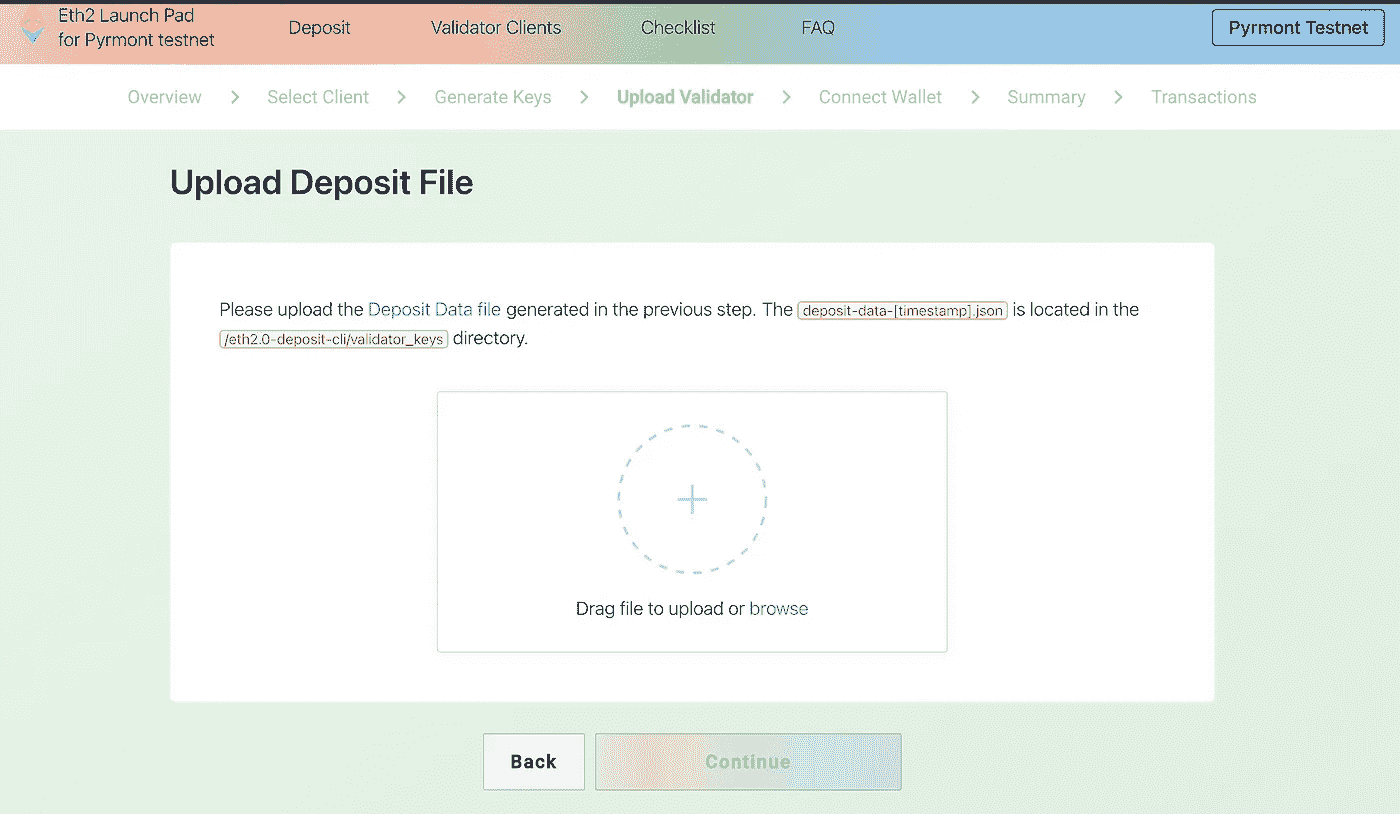 Eth2 Launch Pad
for Pyrmont testnet
Deposit
Validator Clients
Checklist
FAQ
Pyrmont Testnet
Overview
Select Client
Generate Keys
Upload Validator
Connect Wallet
Summary
Transactions
Upload Deposit File
Please upload the Deposit Data file generated in the previous step. The deposit-data-[timestamp].json is located in the
/eth2.0-deposit-cli/validator_keys directory.
Drag file to upload or browse
Back
Continue